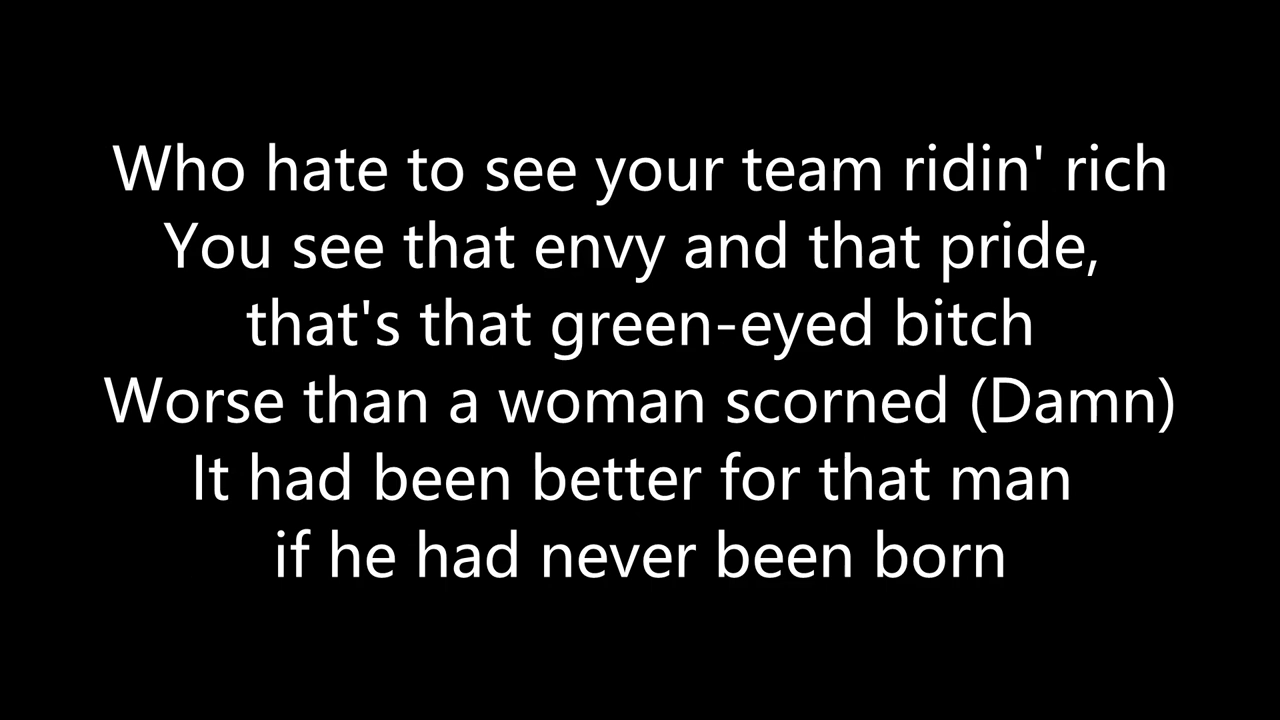 Who hate to see your team ridin' rich
You see that envy and that pride,
that's that green-eyed bitch
Worse than a woman scorned (Damn)
It had been better for that man
if he had never been born